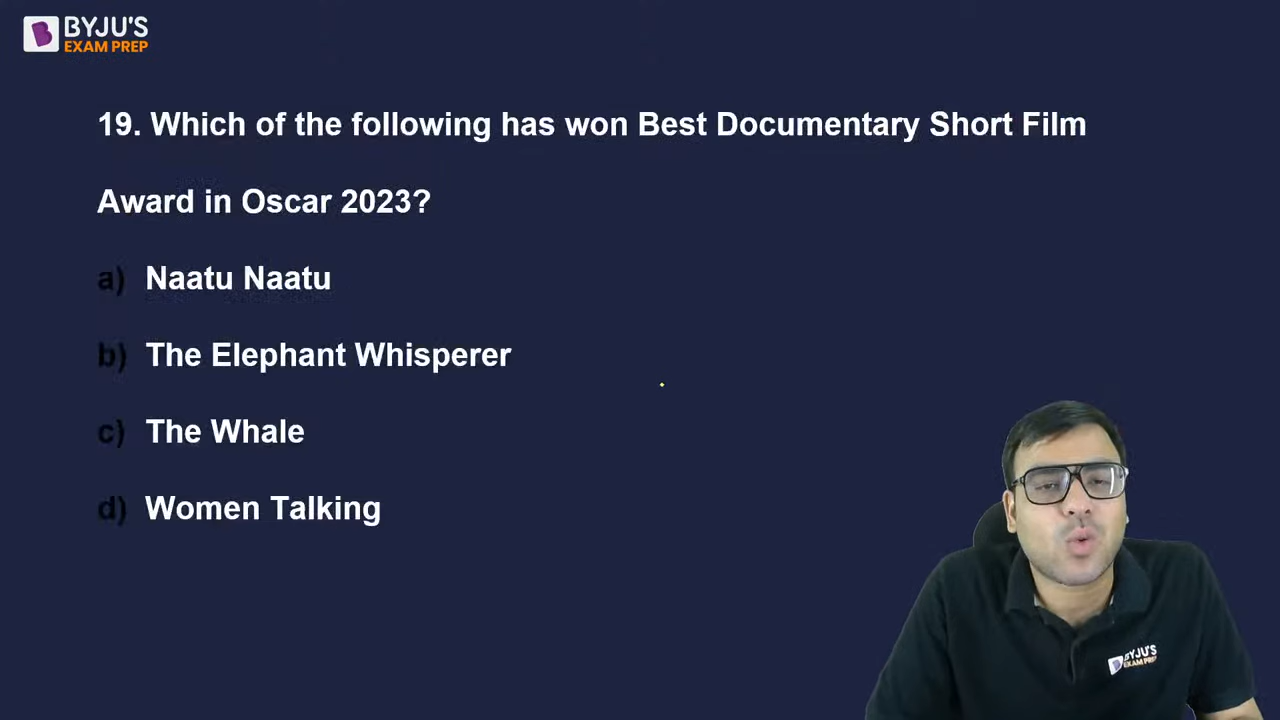 BYJU'S
EXAM PREP
19. Which of the following has won Best Documentary Short Film
Award in Oscar 2023?
a) Naatu Naatu
b) The Elephant Whisperer
c) The Whale
d) Women Talking
BYJU'S
EXAM PREP